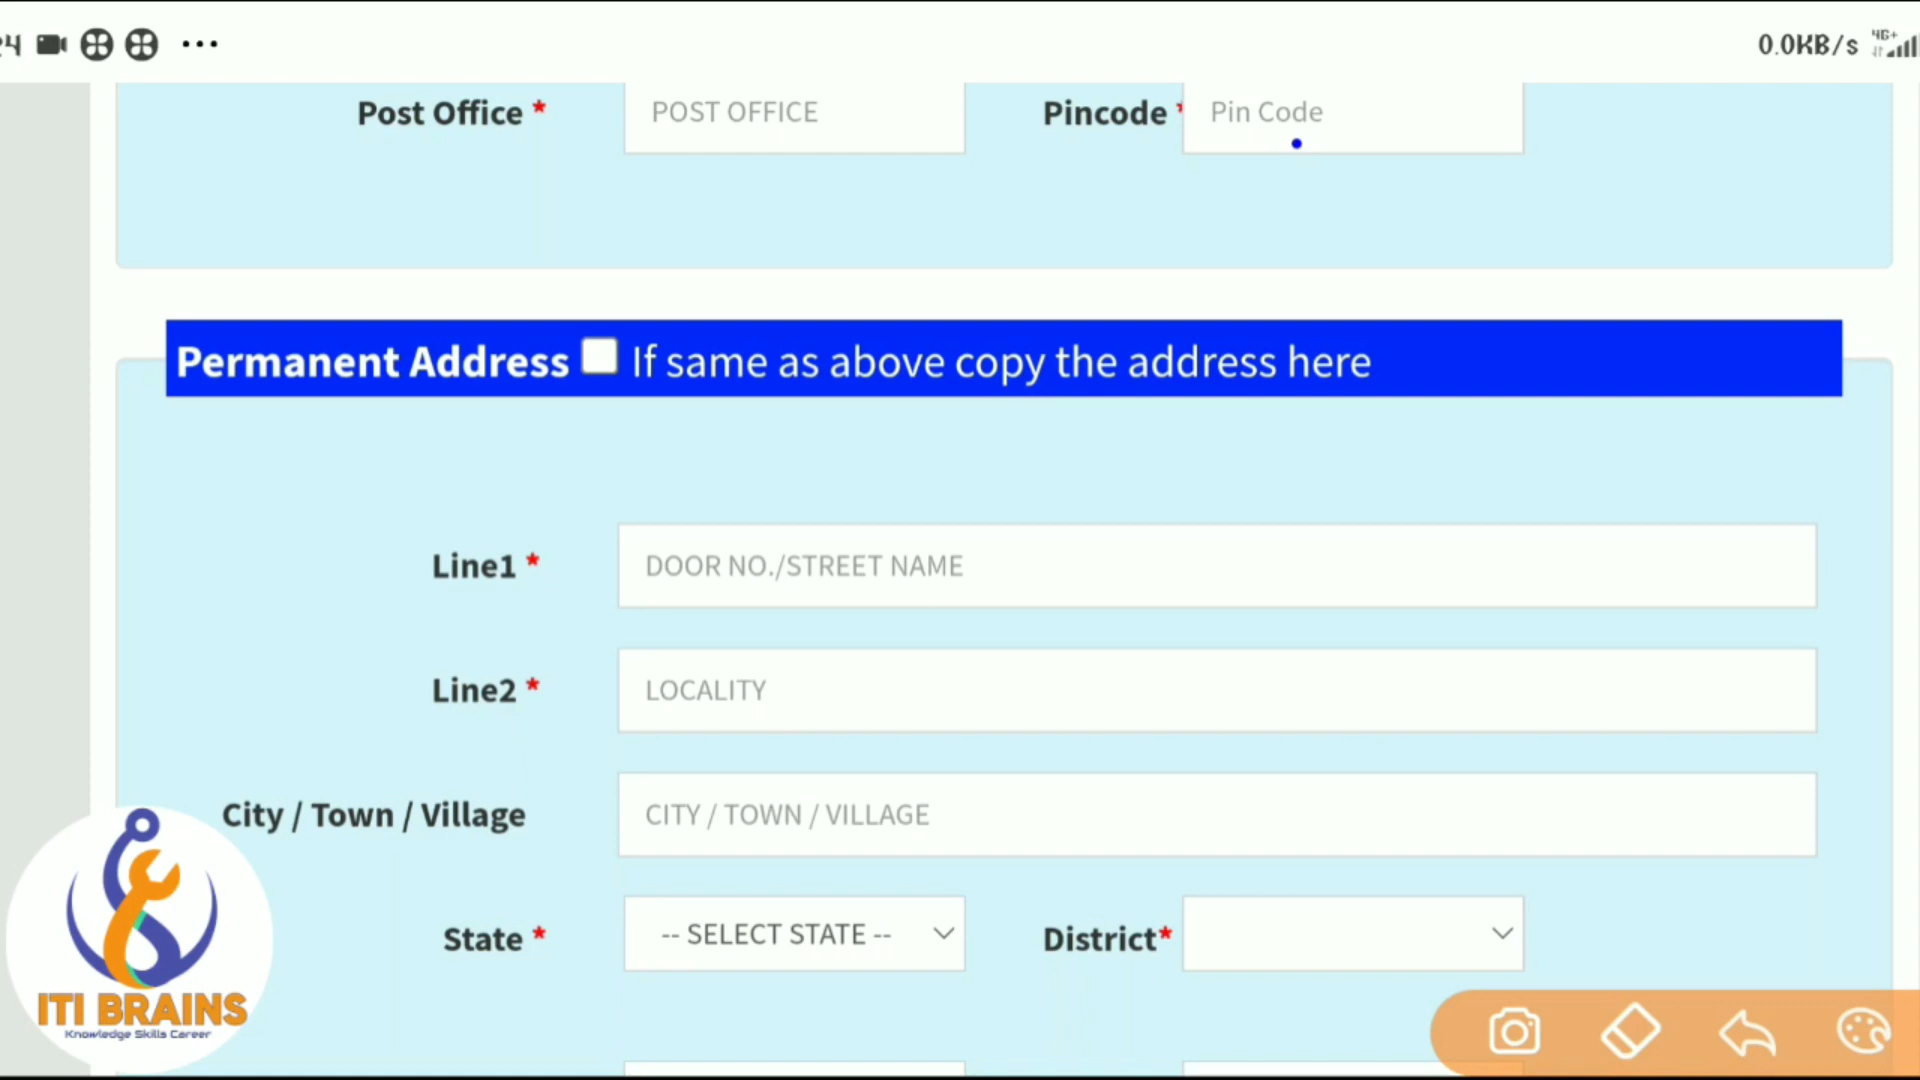 0.0KB/s 4G+
Post Office * POST OFFICE Pincode * Pin Code
Permanent Address If same as above copy the address here
Line1 * DOOR NO./STREET NAME
Line2 * LOCALITY
City / Town / Village CITY / TOWN / VILLAGE
State * -- SELECT STATE -- District*
ITI BRAINS
Knowledge Skills Career